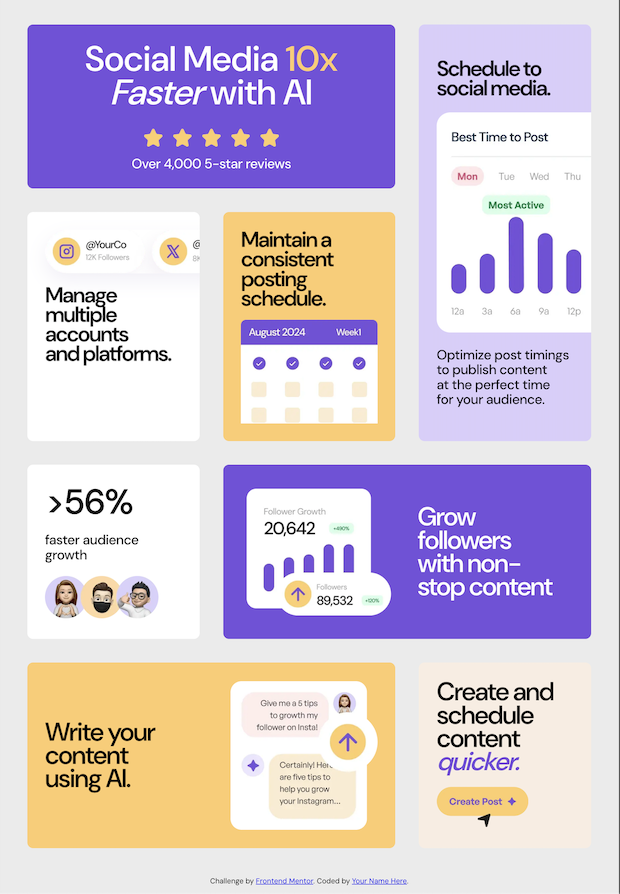 Social Media 10x
Faster with AI
Over 4,000 5-star reviews
Schedule to
social media.
Best Time to Post
Mon Tue Wed Thu
Most Active
12a 3a 6a 9a 12p
Optimize post timings
to publish content
at the perfect time
for your audience.
@YourCo
12K Followers
@
8K
Manage
multiple
accounts
and platforms.
Maintain a
consistent
posting
schedule.
August 2024 Week1
>56%
faster audience
growth
Follower Growth
20,642 +490%
Followers
89,532 +120%
Grow
followers
with non-
stop content
Write your
content
using AI.
Give me a 5 tips
to growth my
follower on Insta!
Certainly! Here
are five tips to
help you grow
your Instagram...
Create and
schedule
content
quicker.
Create Post
Challenge by Frontend Mentor. Coded by Your Name Here.